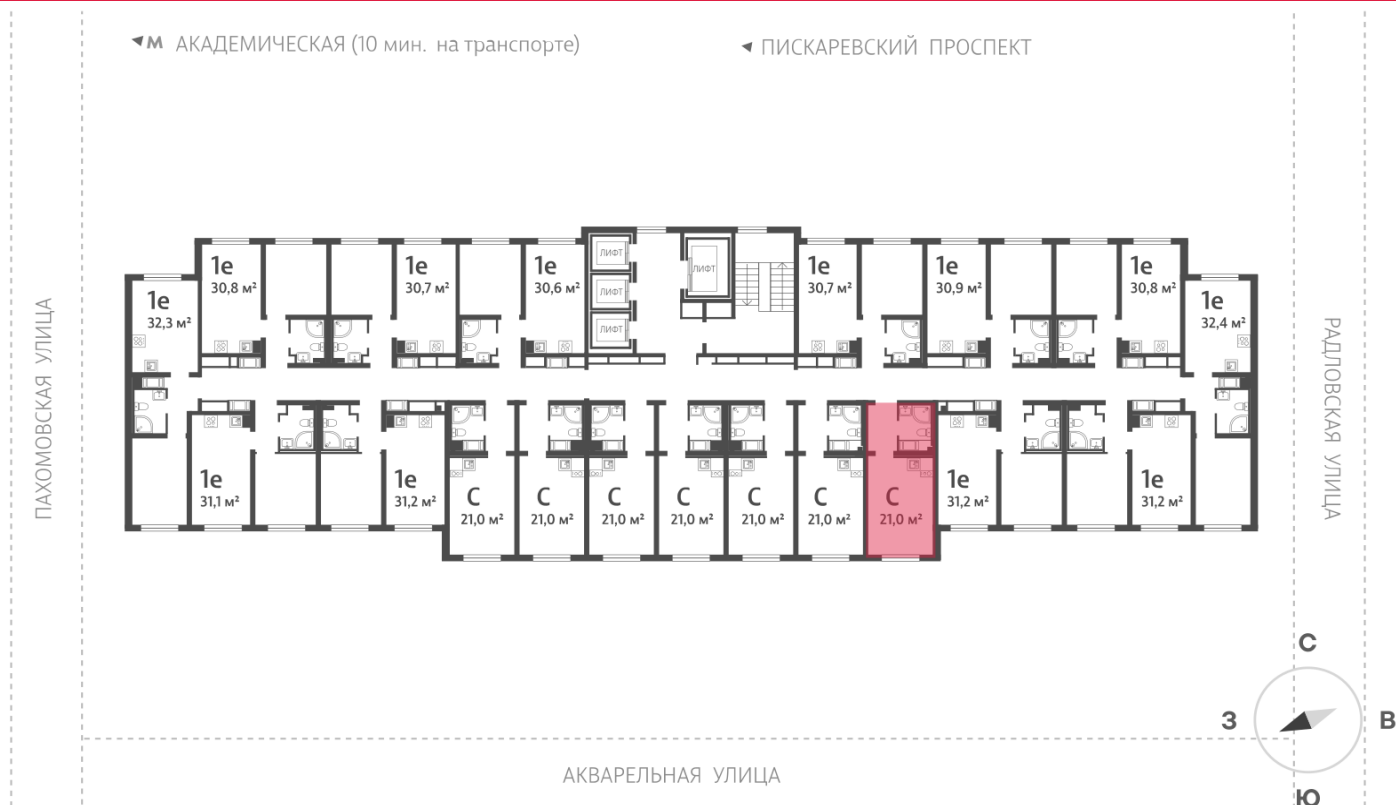 М АКАДЕМИЧЕСКАЯ (10 мин. на транспорте)
ПИСКАРЕВСКИЙ ПРОСПЕКТ
ПАХОМОВСКАЯ УЛИЦА
РАДЛОВСКАЯ УЛИЦА
1е
32,3 м²
1е
30,8 м²
1е
30,7 м²
1е
30,6 м²
ЛИФТ
ЛИФТ
ЛИФТ
ЛИФТ
1е
30,7 м²
1е
30,9 м²
1е
30,8 м²
1е
32,4 м²
1е
31,1 м²
1е
31,2 м²
С
21,0 м²
С
21,0 м²
С
21,0 м²
С
21,0 м²
С
21,0 м²
С
21,0 м²
С
21,0 м²
1е
31,2 м²
1е
31,2 м²
С
З
В
Ю
АКВАРЕЛЬНАЯ УЛИЦА